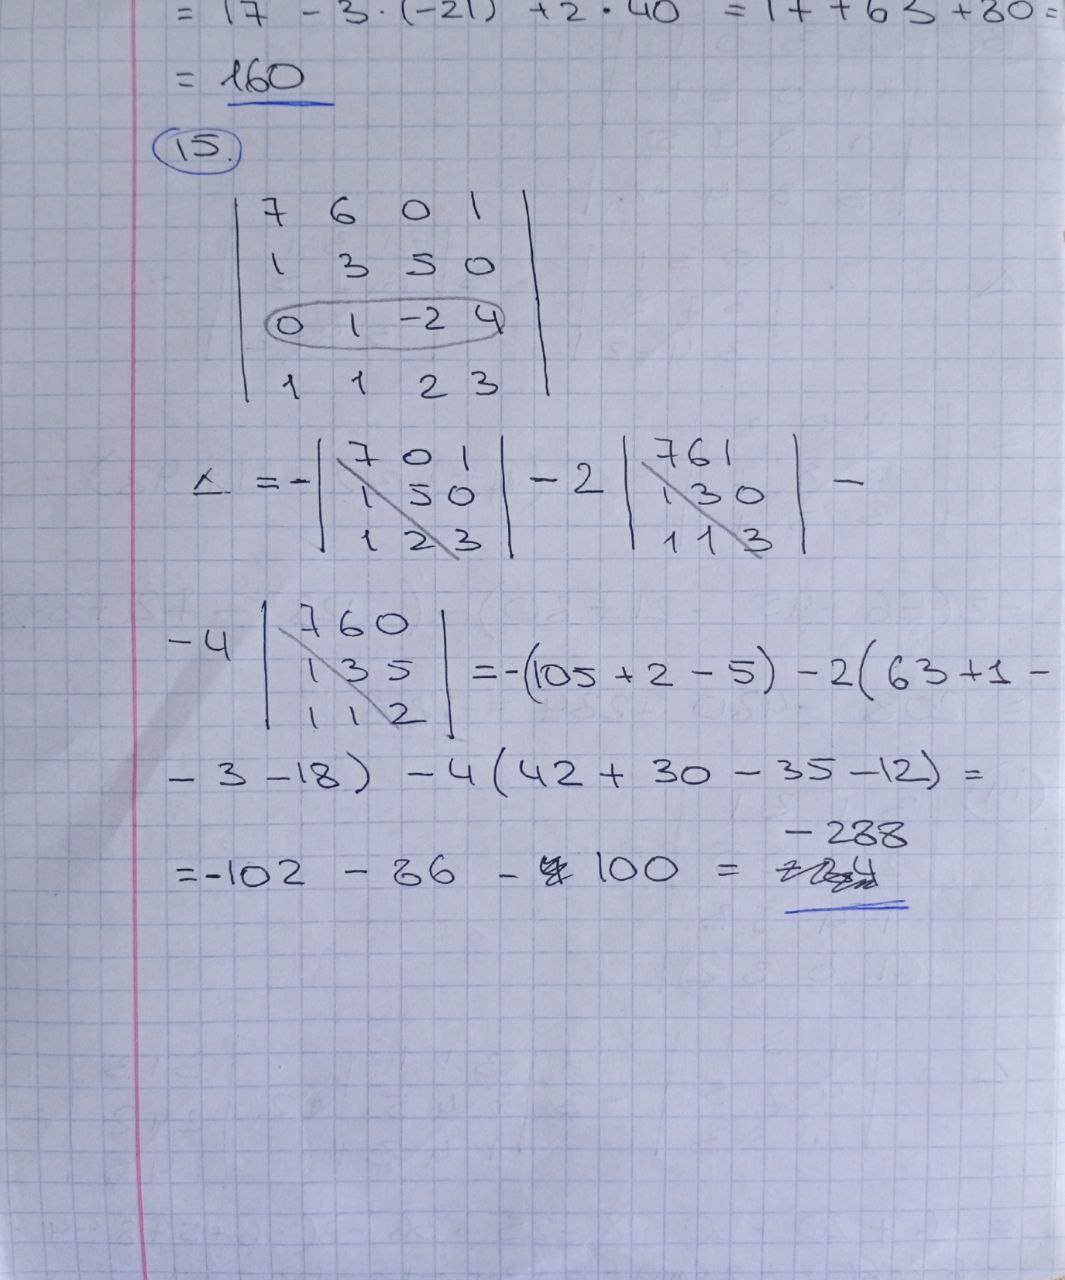 = 17 - 3·(-21) + 2·40 = 17 + 63 + 80 =
= 160
15.
| 7 6 0 1 |
| 1 3 5 0 |
| 0 1 -2 4 |
| 1 1 2 3 |
Δ = - | 7 0 1 | - 2 | 7 6 1 | -
| 1 5 0 | | 1 3 0 |
| 1 2 3 | | 1 1 3 |
- 4 | 7 6 0 |
| 1 3 5 | = -(105 + 2 - 5) - 2(63 + 1 -
| 1 1 2 |
- 3 - 18) - 4(42 + 30 - 35 - 12) =
- 288
= -102 - 86 - 100 =